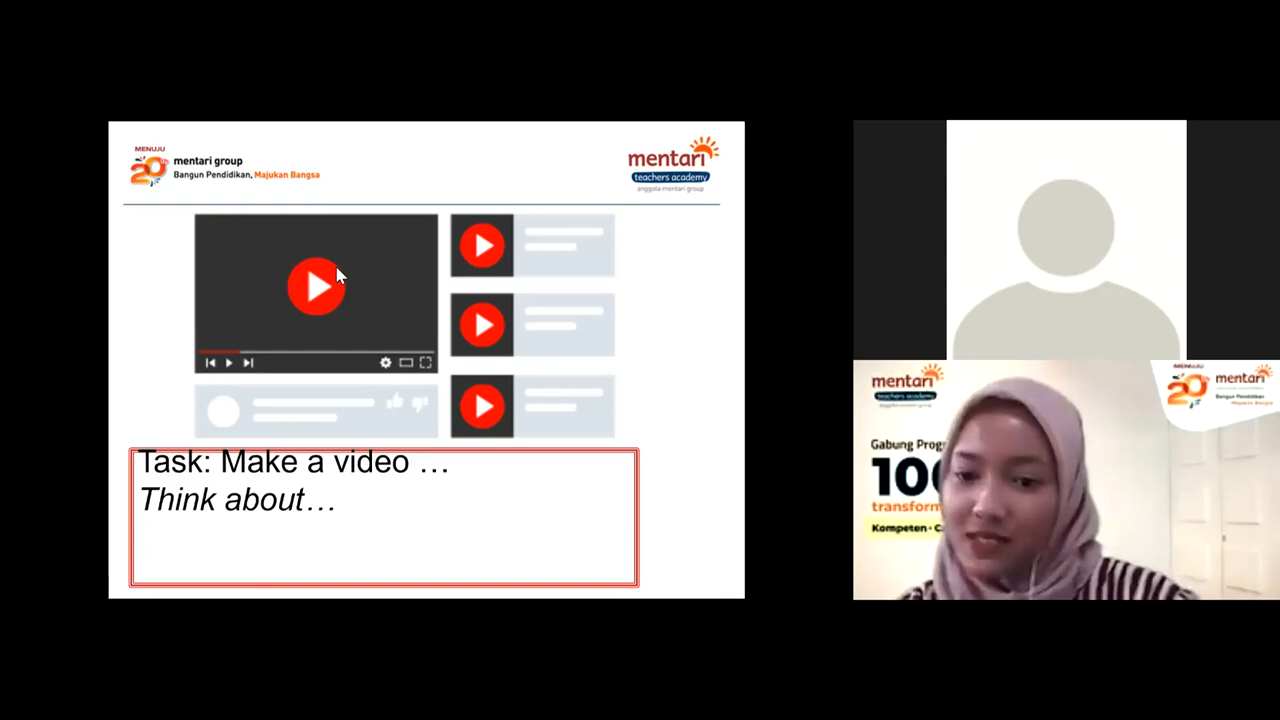 MENUJU
20
mentari group
Bangun Pendidikan, Majukan Bangsa
mentari
teachers academy
anggota mentari group
Task: Make a video …
Think about…
mentari
teachers academy
MENUJU
20
mentari
Bangun Pendidikan
Majukan Bangsa
Gabung
100
transform
Kompeten